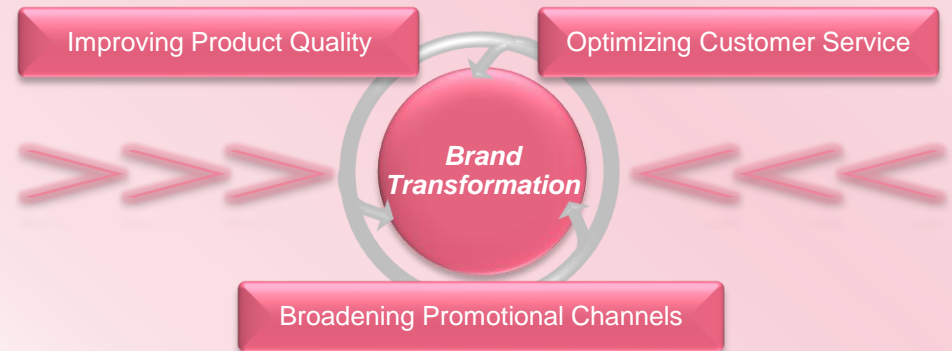 Improving Product Quality
Optimizing Customer Service
Brand
Transformation
Broadening Promotional Channels